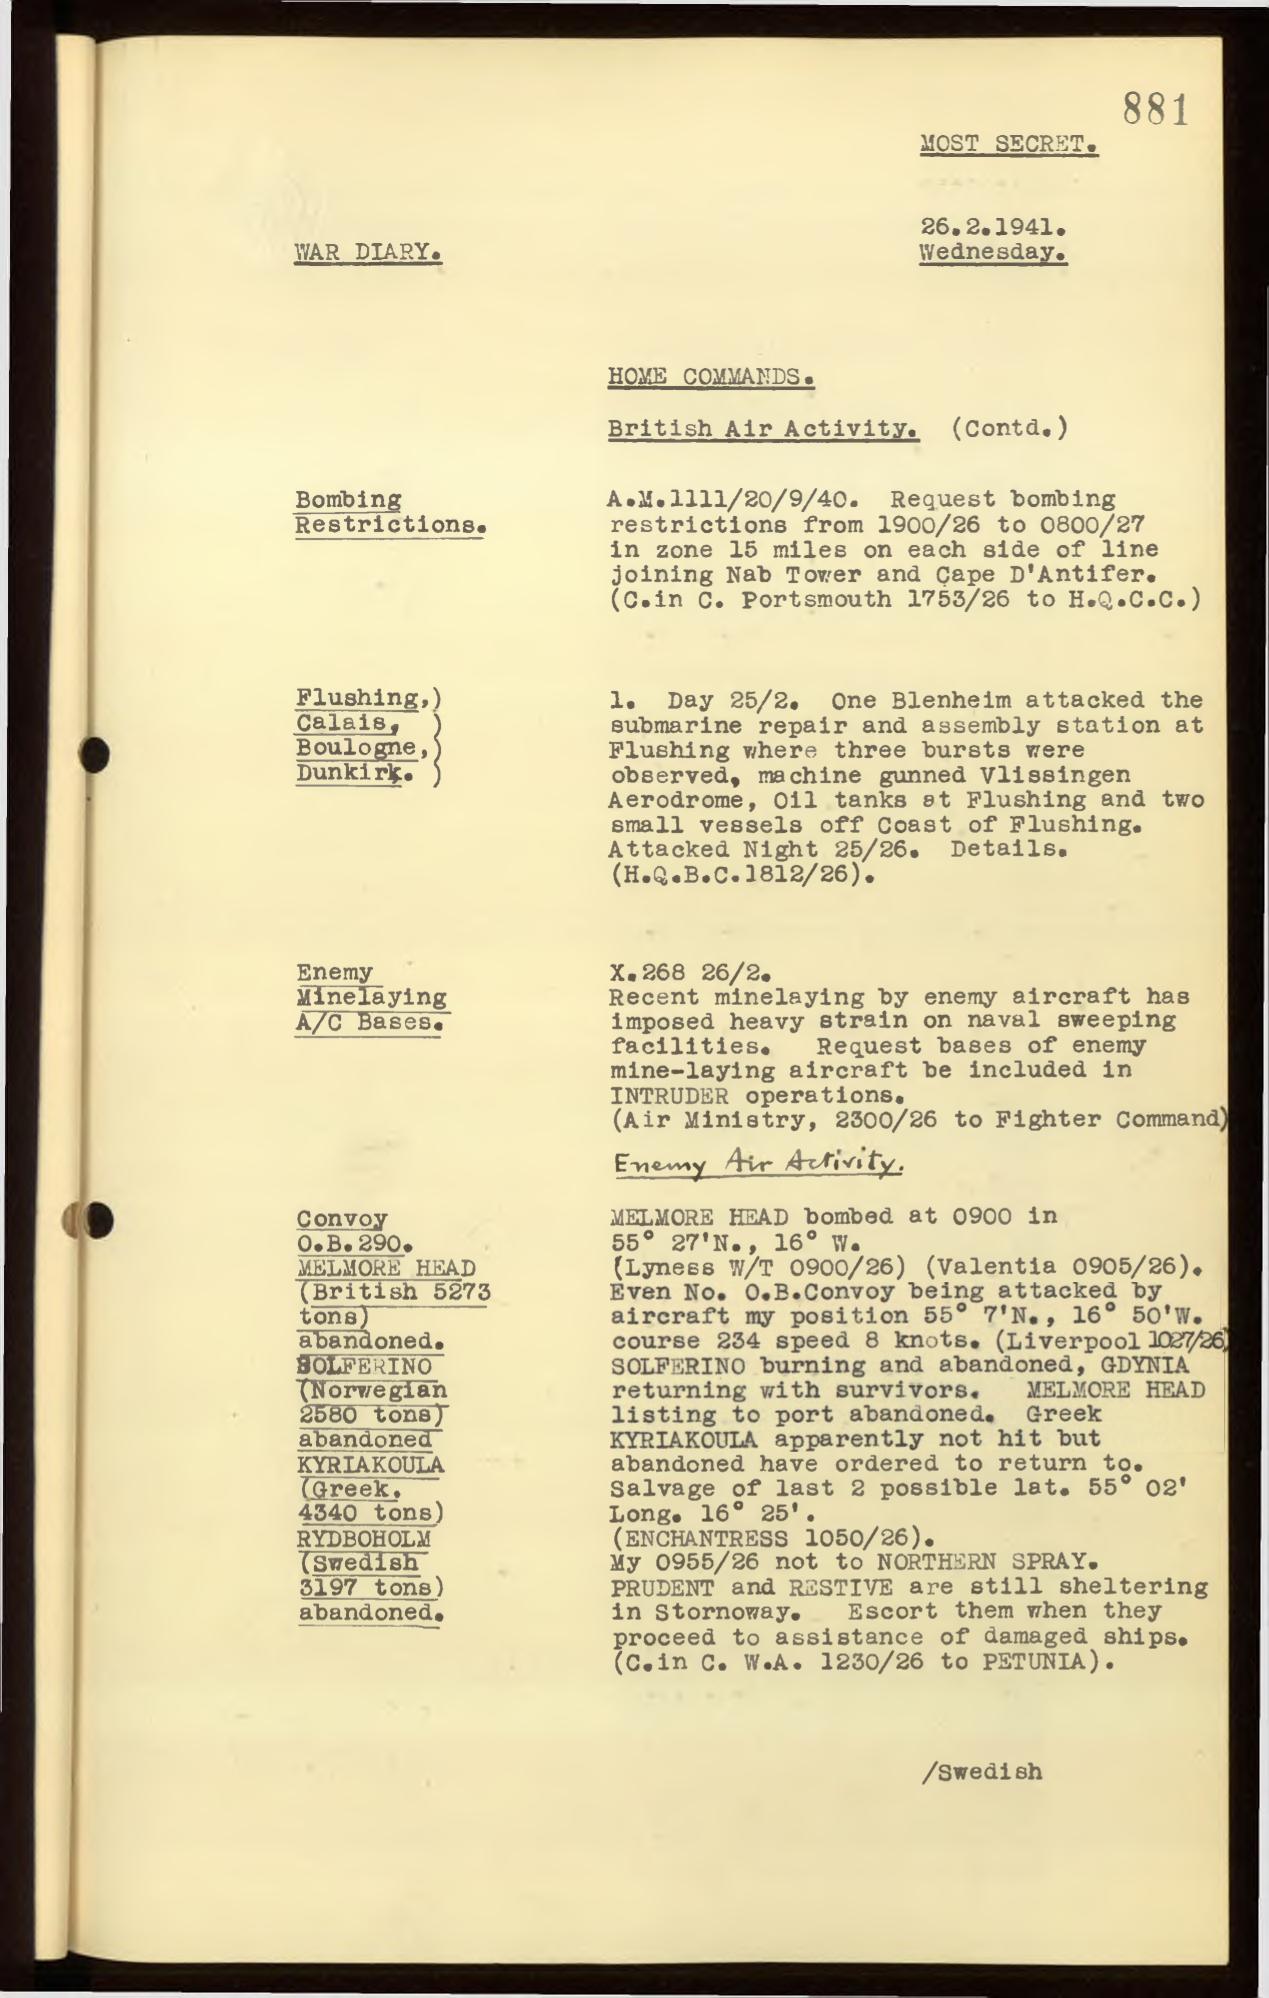 881
MOST SECRET.
26.2.1941.
WAR DIARY.
Wednesday.
HOME COMMANDS.
British Air Activity. (Contd.)
Bombing
Restrictions.
A.M.1111/20/9/40. Request bombing
restrictions from 1900/26 to 0800/27
in zone 15 miles on each side of line
joining Nab Tower and Cape D'Antifer.
(C.in C. Portsmouth 1753/26 to H.Q.C.C.)
Flushing,)
Calais, )
Boulogne,)
Dunkirk. )
1. Day 25/2. One Blenheim attacked the
submarine repair and assembly station at
Flushing where three bursts were
observed, machine gunned Vlissingen
Aerodrome, Oil tanks at Flushing and two
small vessels off Coast of Flushing.
Attacked Night 25/26. Details.
(H.Q.B.C.1812/26).
Enemy
Minelaying
A/C Bases.
X.268 26/2.
Recent minelaying by enemy aircraft has
imposed heavy strain on naval sweeping
facilities. Request bases of enemy
mine-laying aircraft be included in
INTRUDER operations.
(Air Ministry, 2300/26 to Fighter Command)
Enemy Air Activity.
Convoy
O.B.290.
MELMORE HEAD
(British 5273
tons)
abandoned.
SOLFERINO
(Norwegian
2580 tons)
abandoned
KYRIAKOULA
(Greek,
4340 tons)
RYDBOHOLM
(Swedish
3197 tons)
abandoned.
MELMORE HEAD bombed at 0900 in
55° 27'N., 16° W.
(Lyness W/T 0900/26) (Valentia 0905/26).
Even No. O.B.Convoy being attacked by
aircraft my position 55° 7'N., 16° 50'W.
course 234 speed 8 knots. (Liverpool 1027/26)
SOLFERINO burning and abandoned, GDYNIA
returning with survivors. MELMORE HEAD
listing to port abandoned. Greek
KYRIAKOULA apparently not hit but
abandoned have ordered to return to.
Salvage of last 2 possible lat. 55° 02'
Long. 16° 25'.
(ENCHANTRESS 1050/26).
My 0955/26 not to NORTHERN SPRAY.
PRUDENT and RESTIVE are still sheltering
in Stornoway. Escort them when they
proceed to assistance of damaged ships.
(C.in C. W.A. 1230/26 to PETUNIA).
/Swedish